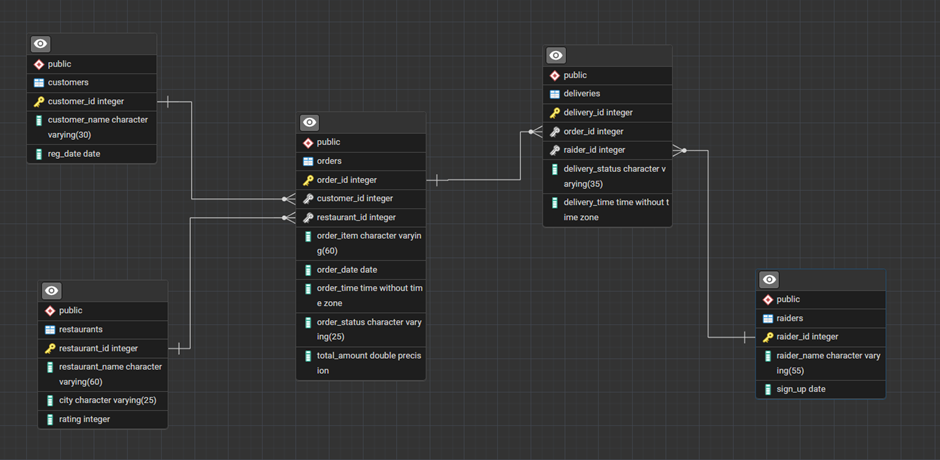 public
customers
customer_id integer
customer_name character
varying(30)
reg_date date
public
orders
order_id integer
customer_id integer
restaurant_id integer
order_item character varyin
g(60)
order_date date
order_time time without tim
e zone
order_status character vary
ing(25)
total_amount double precis
ion
public
restaurants
restaurant_id integer
restaurant_name character
varying(60)
city character varying(25)
rating integer
public
deliveries
delivery_id integer
order_id integer
raider_id integer
delivery_status character v
arying(35)
delivery_time time without t
ime zone
public
raiders
raider_id integer
raider_name character vary
ing(55)
sign_up date